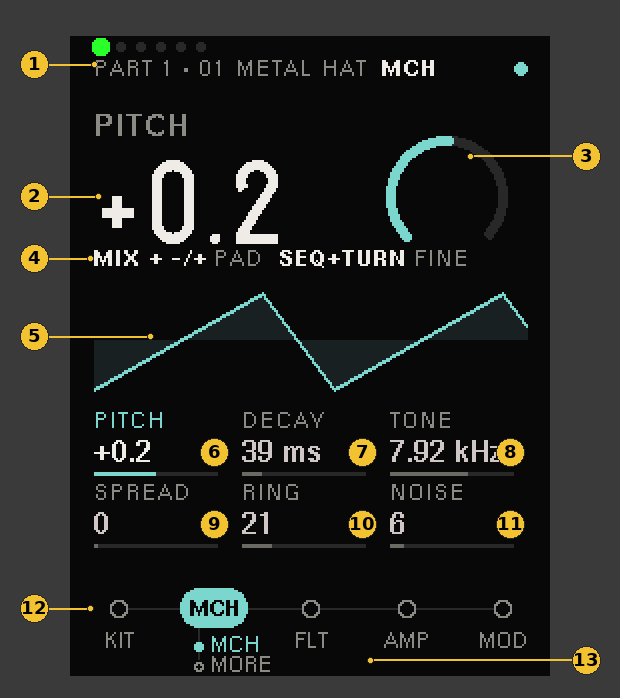 1 PART 1 · 01 METAL HAT MCH
PITCH
3
2 +0.2
4 MIX + -/+ PAD SEQ+TURN FINE
5
PITCH DECAY TONE
+0.2 6 39 ms 7 7.92 kHz 8
SPREAD RING NOISE
0 9 21 10 6 11
12 MCH
KIT MCH FLT AMP MOD
MORE 13